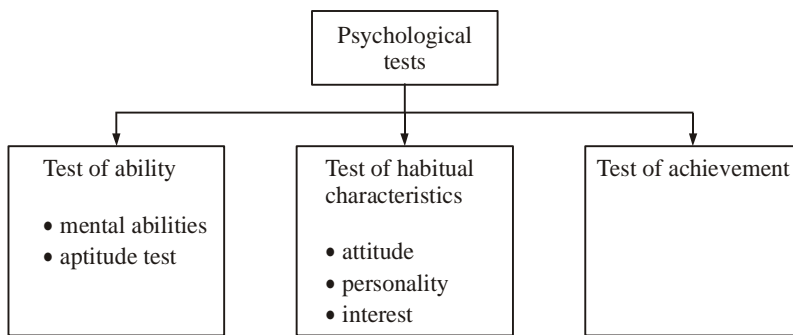 Psychological
tests
Test of ability
• mental abilities
• aptitude test
Test of habitual
characteristics
• attitude
• personality
• interest
Test of achievement